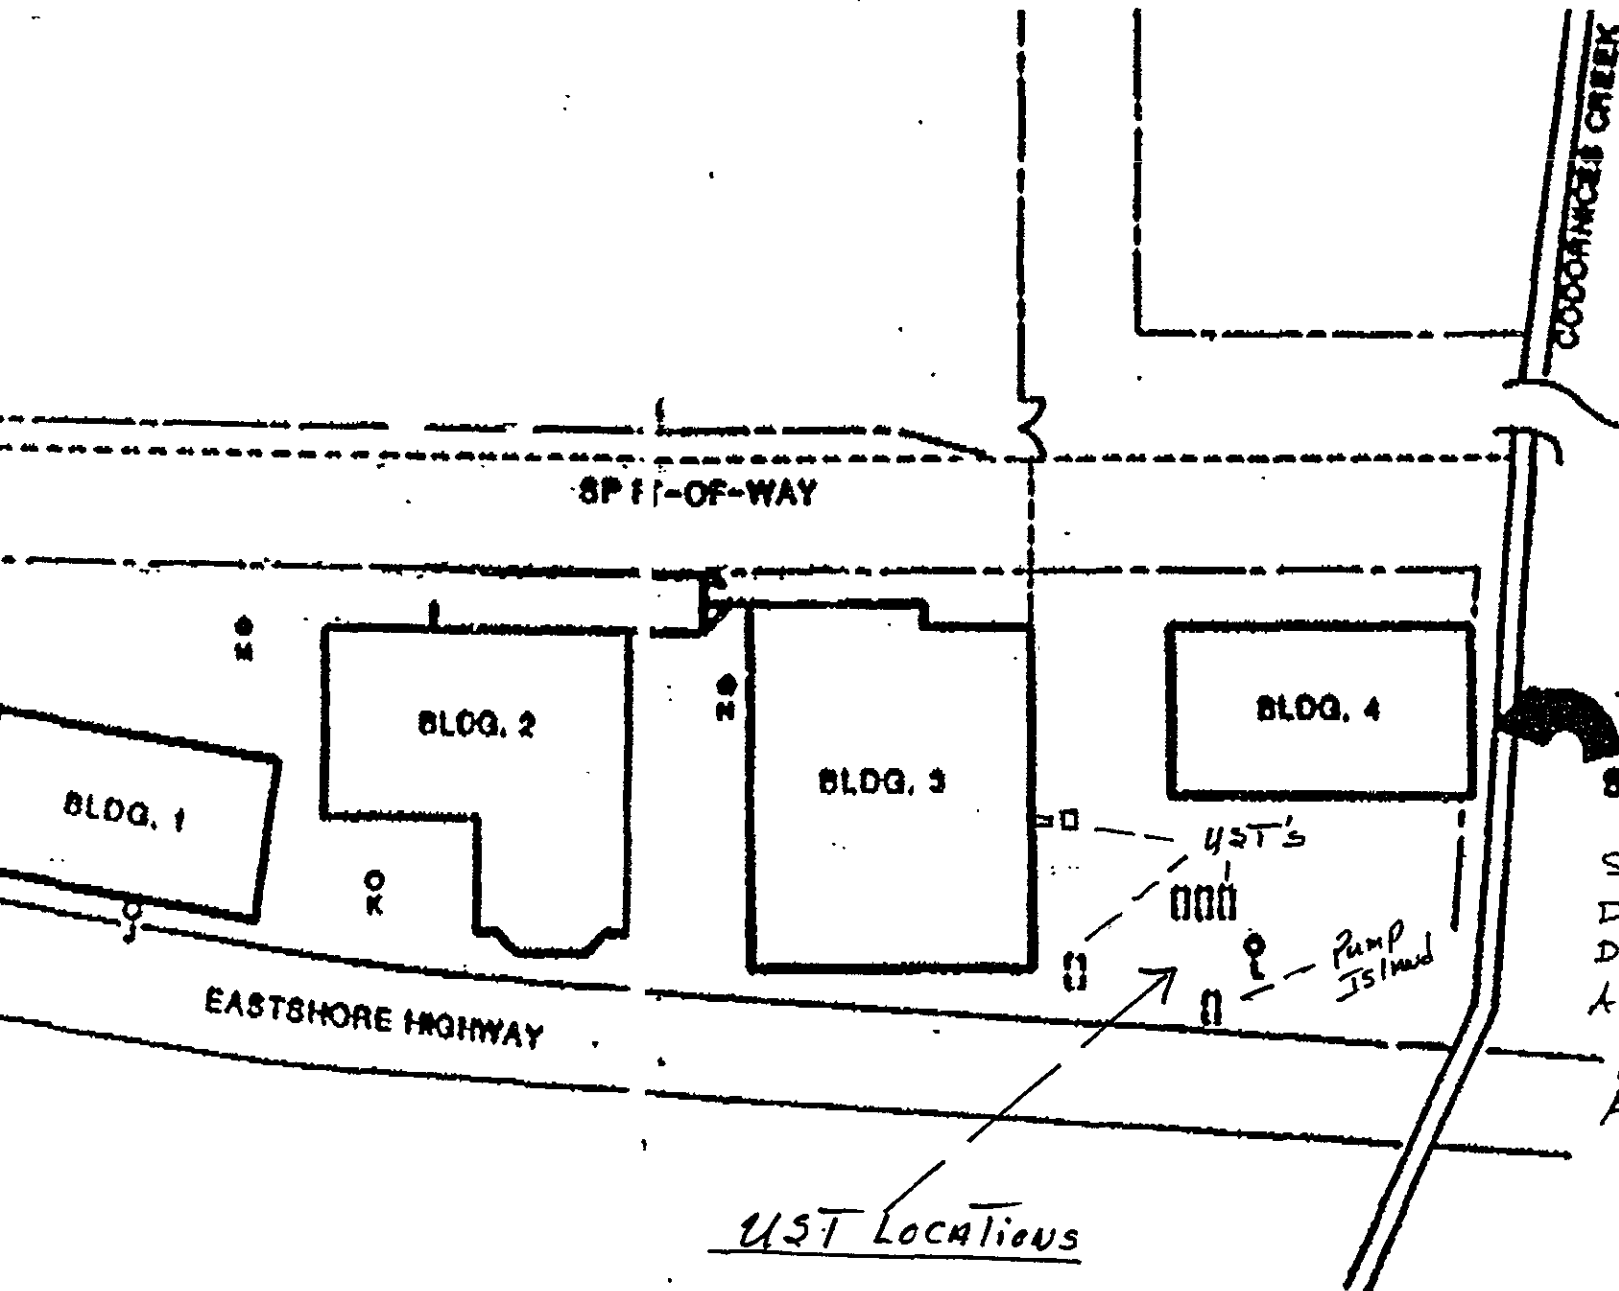 CODORNICES CREEK
SP -OF-WAY
M
N
BLDG. 1
BLDG. 2
BLDG. 3
BLDG. 4
UST's
K
J
L
Pump
Island
EASTSHORE HIGHWAY
S
D
D
A
A
UST Locations